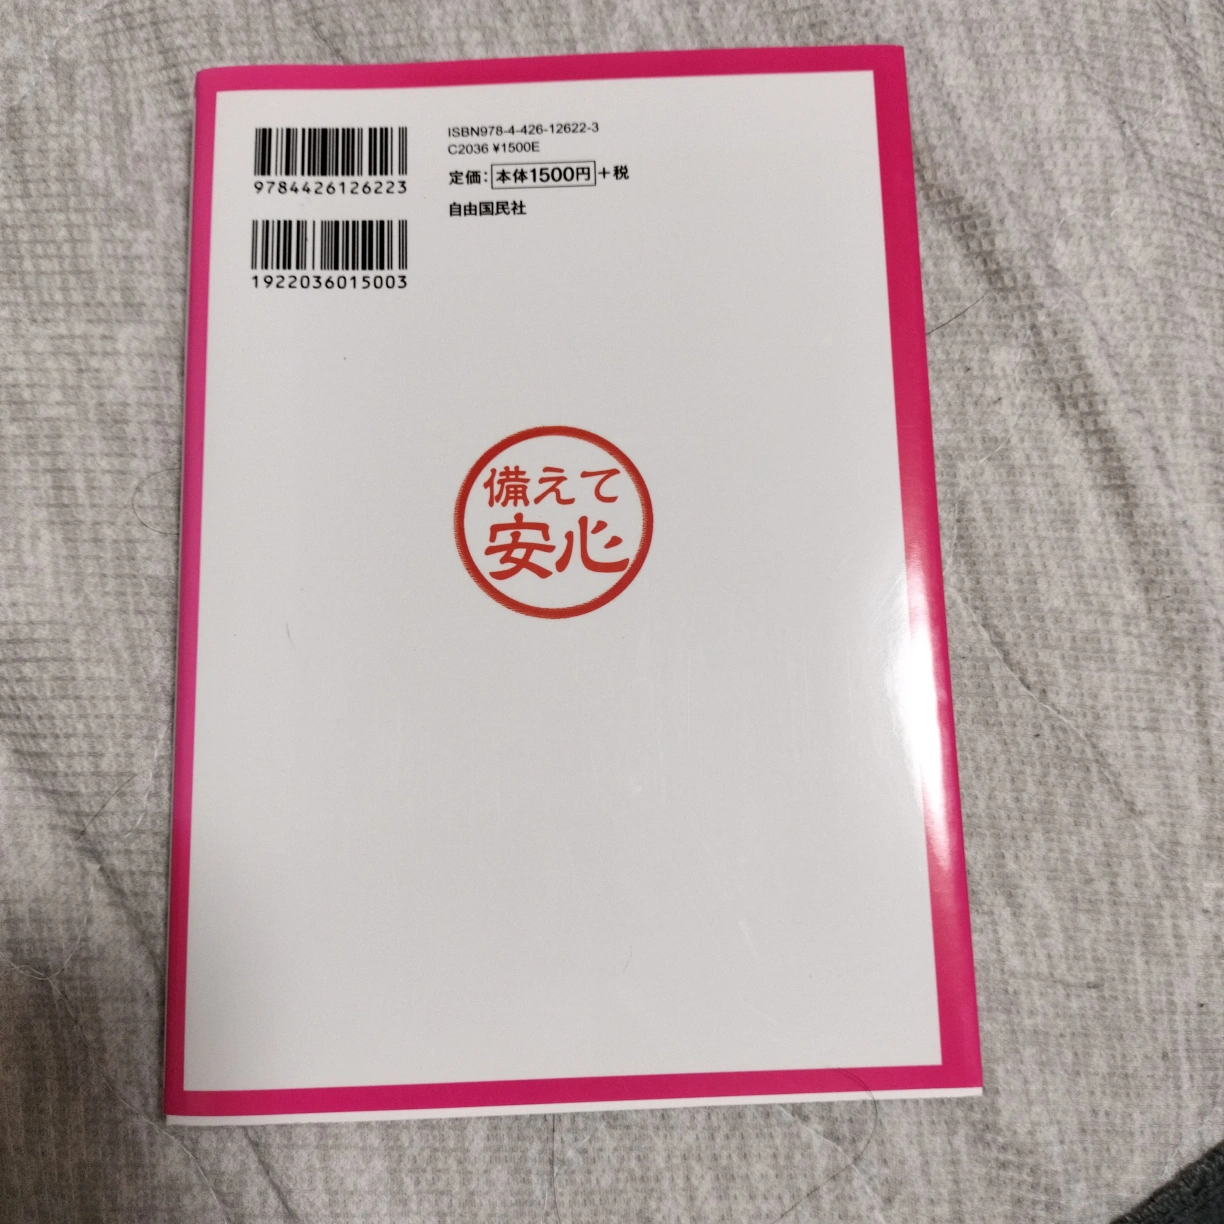 9784426126223
1922036015003
ISBN978-4-426-12622-3
C2036 ¥1500E
定価：本体1500円＋税
自由国民社
備えて
安心